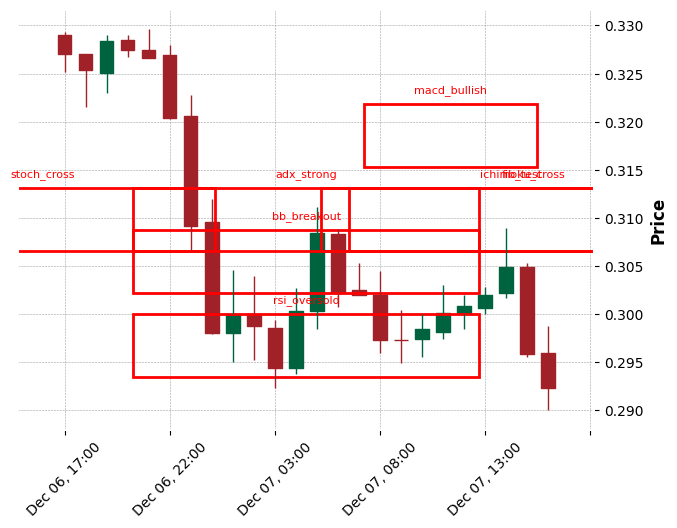 0.330
0.325
macd_bullish
0.320
0.315
stoch_cross
adx_strong
0.310
bb_breakout
0.305
rsi_oversold
0.300
0.295
0.290
Price
Dec 06, 17:00
Dec 06, 22:00
Dec 07, 03:00
Dec 07, 08:00
Dec 07, 13:00